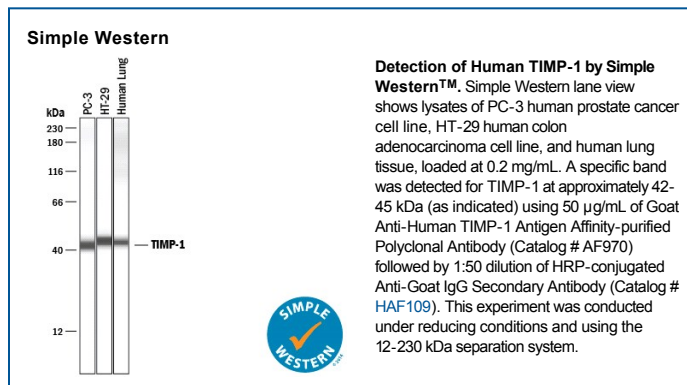 Simple Western
PC-3
HT-29
Human Lung
kDa
230
180
116
66
40
12
TIMP-1
SIMPLE
WESTERN
Detection of Human TIMP-1 by Simple
Western™. Simple Western lane view
shows lysates of PC-3 human prostate cancer
cell line, HT-29 human colon
adenocarcinoma cell line, and human lung
tissue, loaded at 0.2 mg/mL. A specific band
was detected for TIMP-1 at approximately 42-
45 kDa (as indicated) using 50 µg/mL of Goat
Anti-Human TIMP-1 Antigen Affinity-purified
Polyclonal Antibody (Catalog # AF970)
followed by 1:50 dilution of HRP-conjugated
Anti-Goat IgG Secondary Antibody (Catalog #
HAF109). This experiment was conducted
under reducing conditions and using the
12-230 kDa separation system.